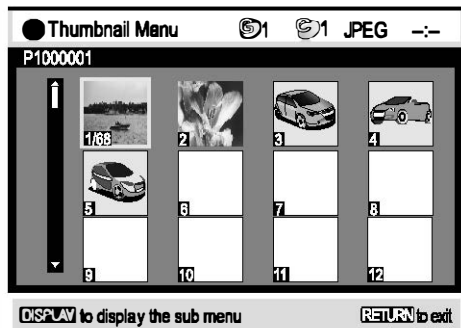 Thumbnail Menu 1 1 JPEG –:–
P1000001
1/68 2 3 4
5 6 7 8
9 10 11 12
DISPLAY to display the sub menu RETURN to exit